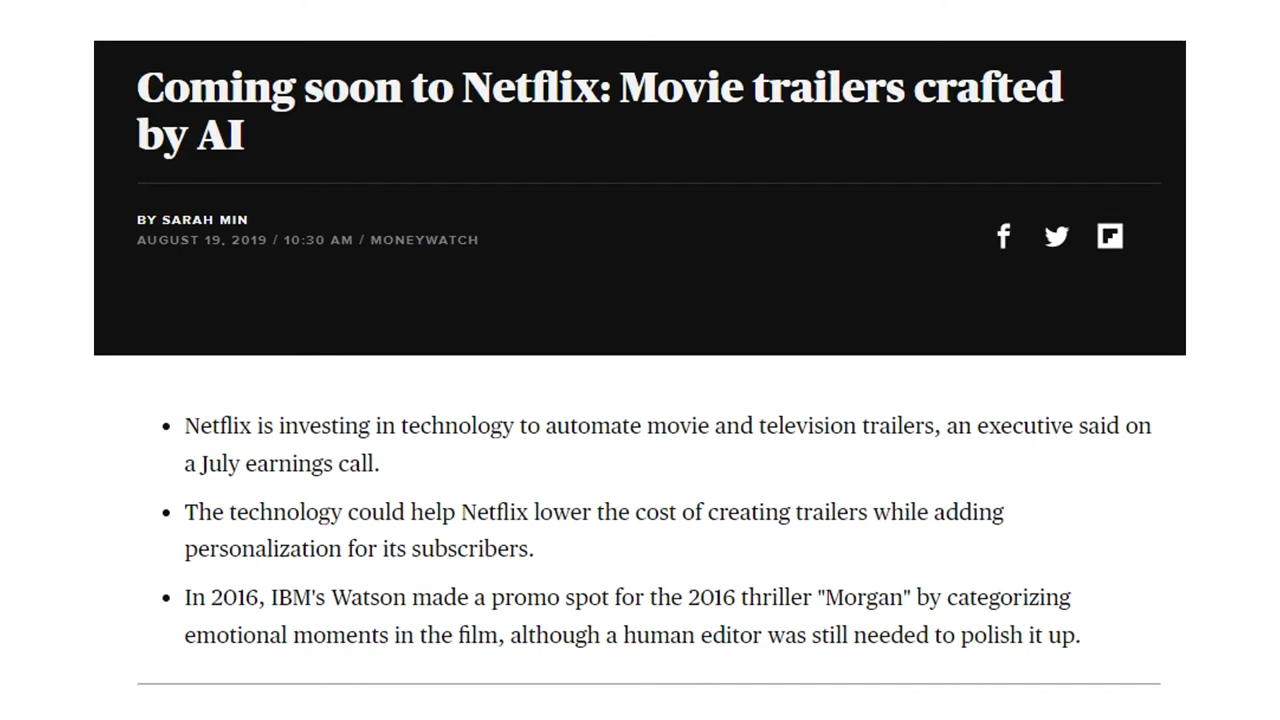 Coming soon to Netflix: Movie trailers crafted
by AI
BY SARAH MIN
AUGUST 19, 2019 / 10:30 AM / MONEYWATCH
• Netflix is investing in technology to automate movie and television trailers, an executive said on
a July earnings call.
• The technology could help Netflix lower the cost of creating trailers while adding
personalization for its subscribers.
• In 2016, IBM's Watson made a promo spot for the 2016 thriller "Morgan" by categorizing
emotional moments in the film, although a human editor was still needed to polish it up.